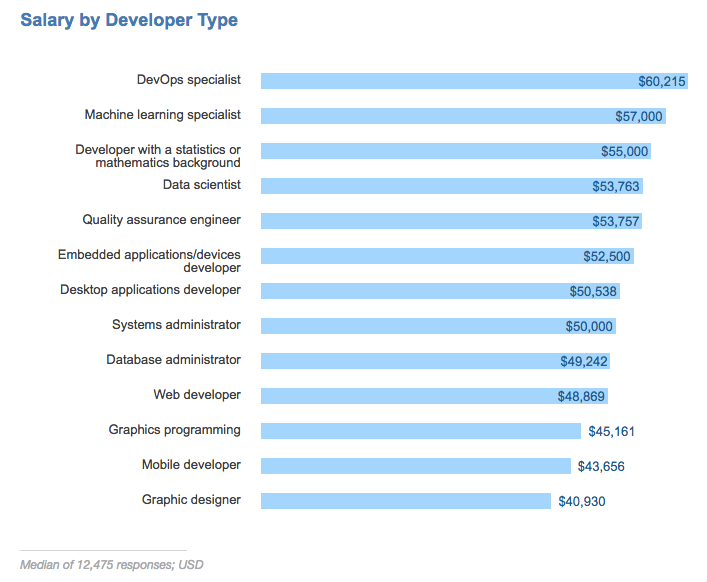 Salary by Developer Type
DevOps specialist $60,215
Machine learning specialist $57,000
Developer with a statistics or
mathematics background $55,000
Data scientist $53,763
Quality assurance engineer $53,757
Embedded applications/devices
developer $52,500
Desktop applications developer $50,538
Systems administrator $50,000
Database administrator $49,242
Web developer $48,869
Graphics programming $45,161
Mobile developer $43,656
Graphic designer $40,930
Median of 12,475 responses; USD